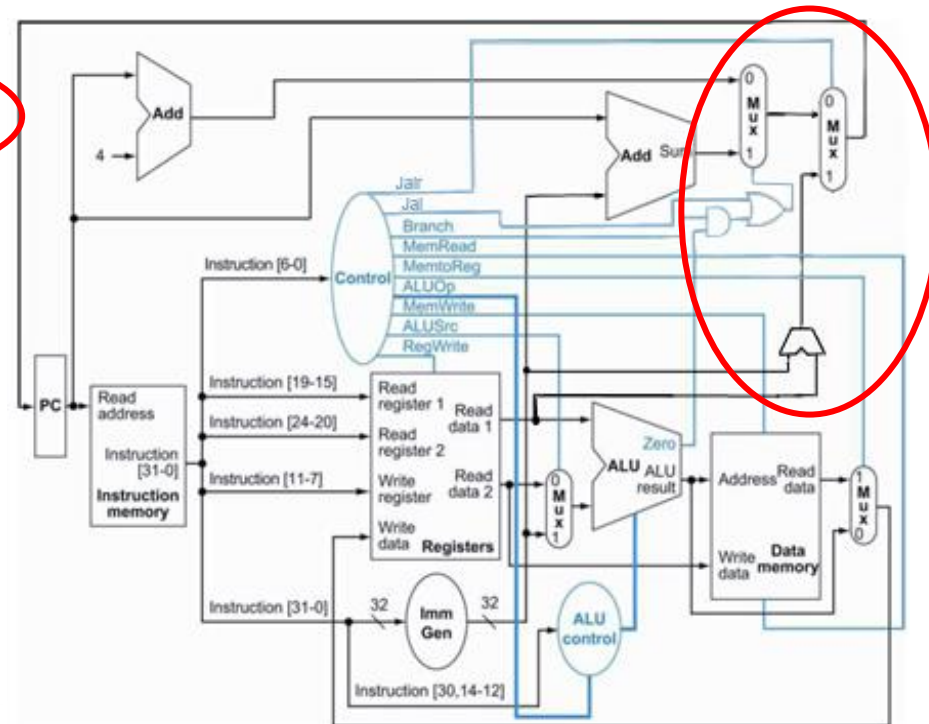 Add
4
Add
Sum
0
Mux
1
0
Mux
1
Jalr
Jal
Branch
MemRead
MemtoReg
ALUOp
MemWrite
ALUSrc
RegWrite
Control
Instruction [6-0]
PC
Read
address
Instruction
[31-0]
Instruction
memory
Instruction [19-15]
Instruction [24-20]
Instruction [11-7]
Instruction [31-0]
Read
register 1
Read
register 2
Write
register
Write
data
Read
data 1
Read
data 2
Registers
0
Mux
1
Zero
ALU
ALU
result
Address
Read
data
Write
data
Data
memory
1
Mux
0
32
Imm
Gen
32
ALU
control
Instruction [30,14-12]